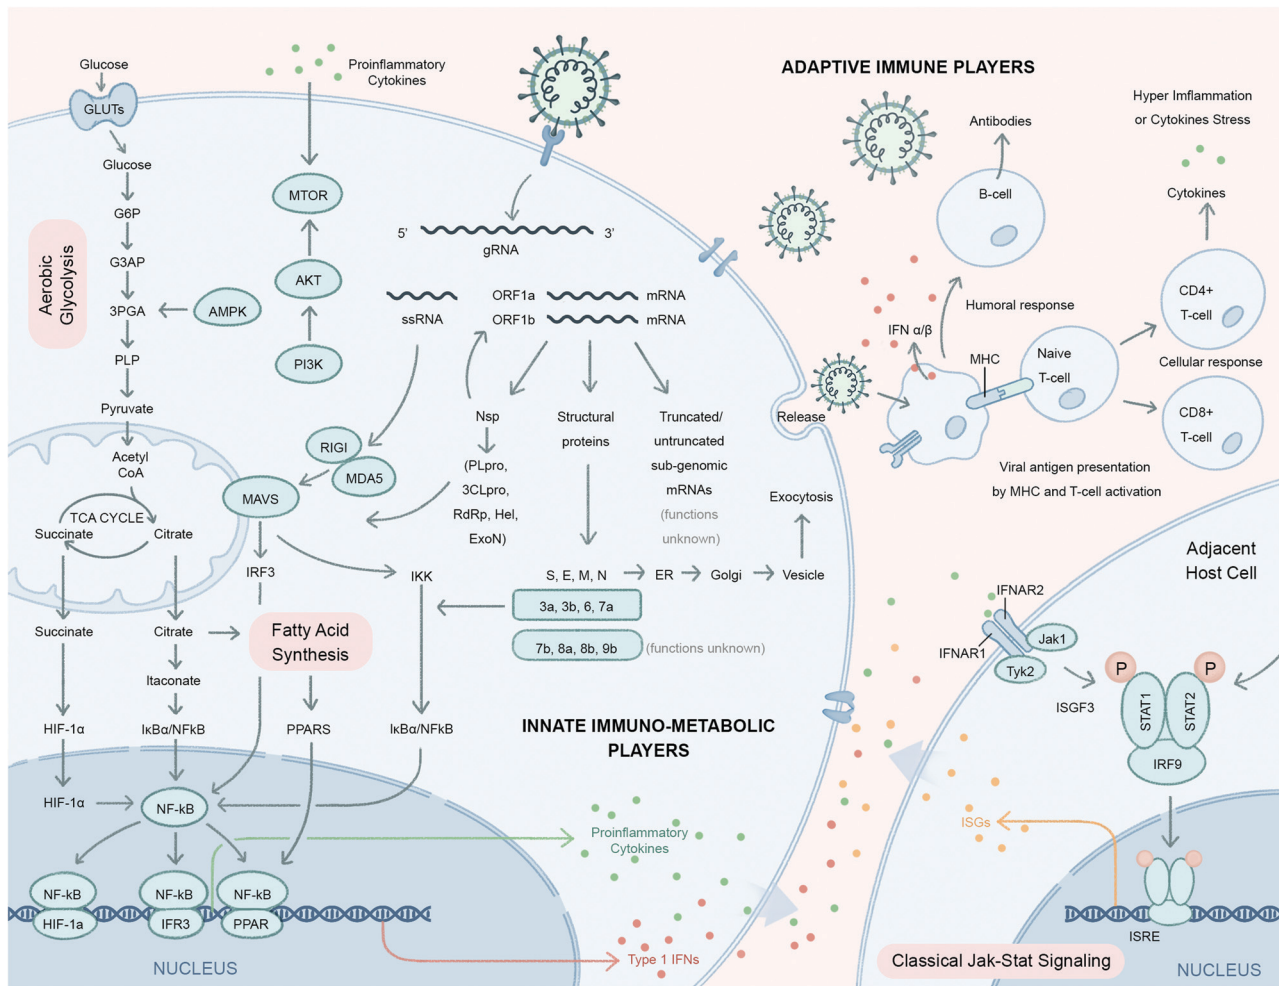 Glucose
GLUTs
Glucose
G6P
G3AP
3PGA
AMPK
PLP
Pyruvate
Acetyl
CoA
Aerobic
Glycolysis
TCA CYCLE
Succinate
Citrate
Succinate
Citrate
Itaconate
HIF-1α
IκBα/NFkB
HIF-1α
NF-kB
Proinflammatory
Cytokines
MTOR
AKT
PI3K
5'
3'
gRNA
ssRNA
ORF1a
mRNA
ORF1b
mRNA
RIGI
MDA5
MAVS
IRF3
Fatty Acid
Synthesis
PPARS
IKK
IκBα/NFkB
Nsp
(PLpro,
3CLpro,
RdRp, Hel,
ExoN)
Structural
proteins
Truncated/
untruncated
sub-genomic
mRNAs
(functions
unknown)
S, E, M, N
ER
Golgi
Vesicle
Exocytosis
Release
3a, 3b, 6, 7a
7b, 8a, 8b, 9b
(functions unknown)
INNATE IMMUNO-METABOLIC
PLAYERS
NF-kB
HIF-1a
NF-kB
IFR3
NF-kB
PPAR
NUCLEUS
Proinflammatory
Cytokines
Type 1 IFNs
ADAPTIVE IMMUNE PLAYERS
Antibodies
B-cell
Hyper Imflammation
or Cytokines Stress
Cytokines
CD4+
T-cell
Humoral response
IFN α/β
MHC
Naive
T-cell
Cellular response
CD8+
T-cell
Viral antigen presentation
by MHC and T-cell activation
Adjacent
Host Cell
IFNAR2
IFNAR1
Jak1
Tyk2
ISGF3
P
P
STAT1
STAT2
IRF9
ISGs
ISRE
Classical Jak-Stat Signaling
NUCLEUS